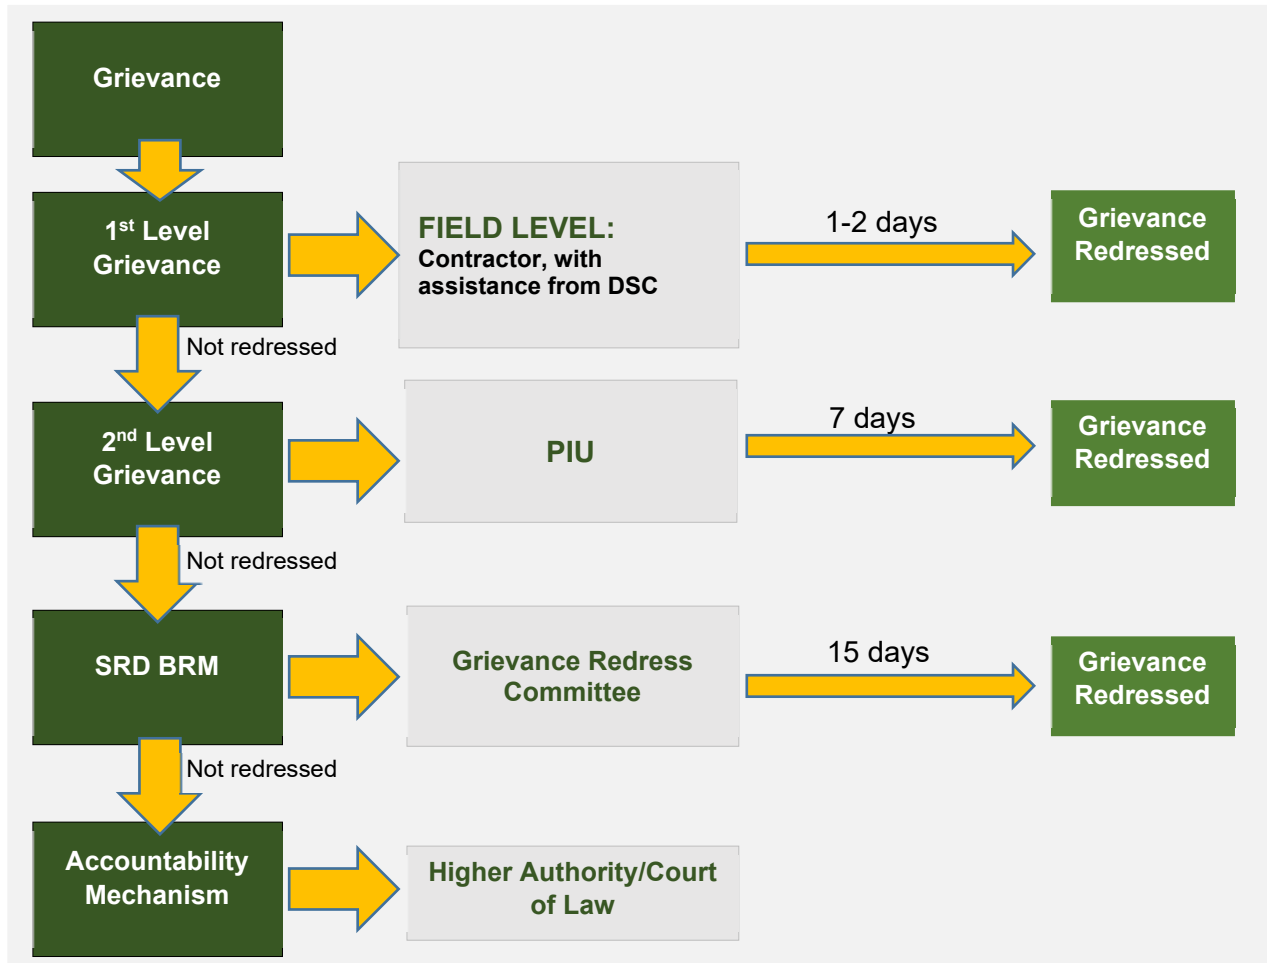 Grievance
1st Level
Grievance
FIELD LEVEL:
Contractor, with
assistance from DSC
1-2 days
Grievance
Redressed
Not redressed
2nd Level
Grievance
PIU
7 days
Grievance
Redressed
Not redressed
SRD BRM
Grievance Redress
Committee
15 days
Grievance
Redressed
Not redressed
Accountability
Mechanism
Higher Authority/Court
of Law